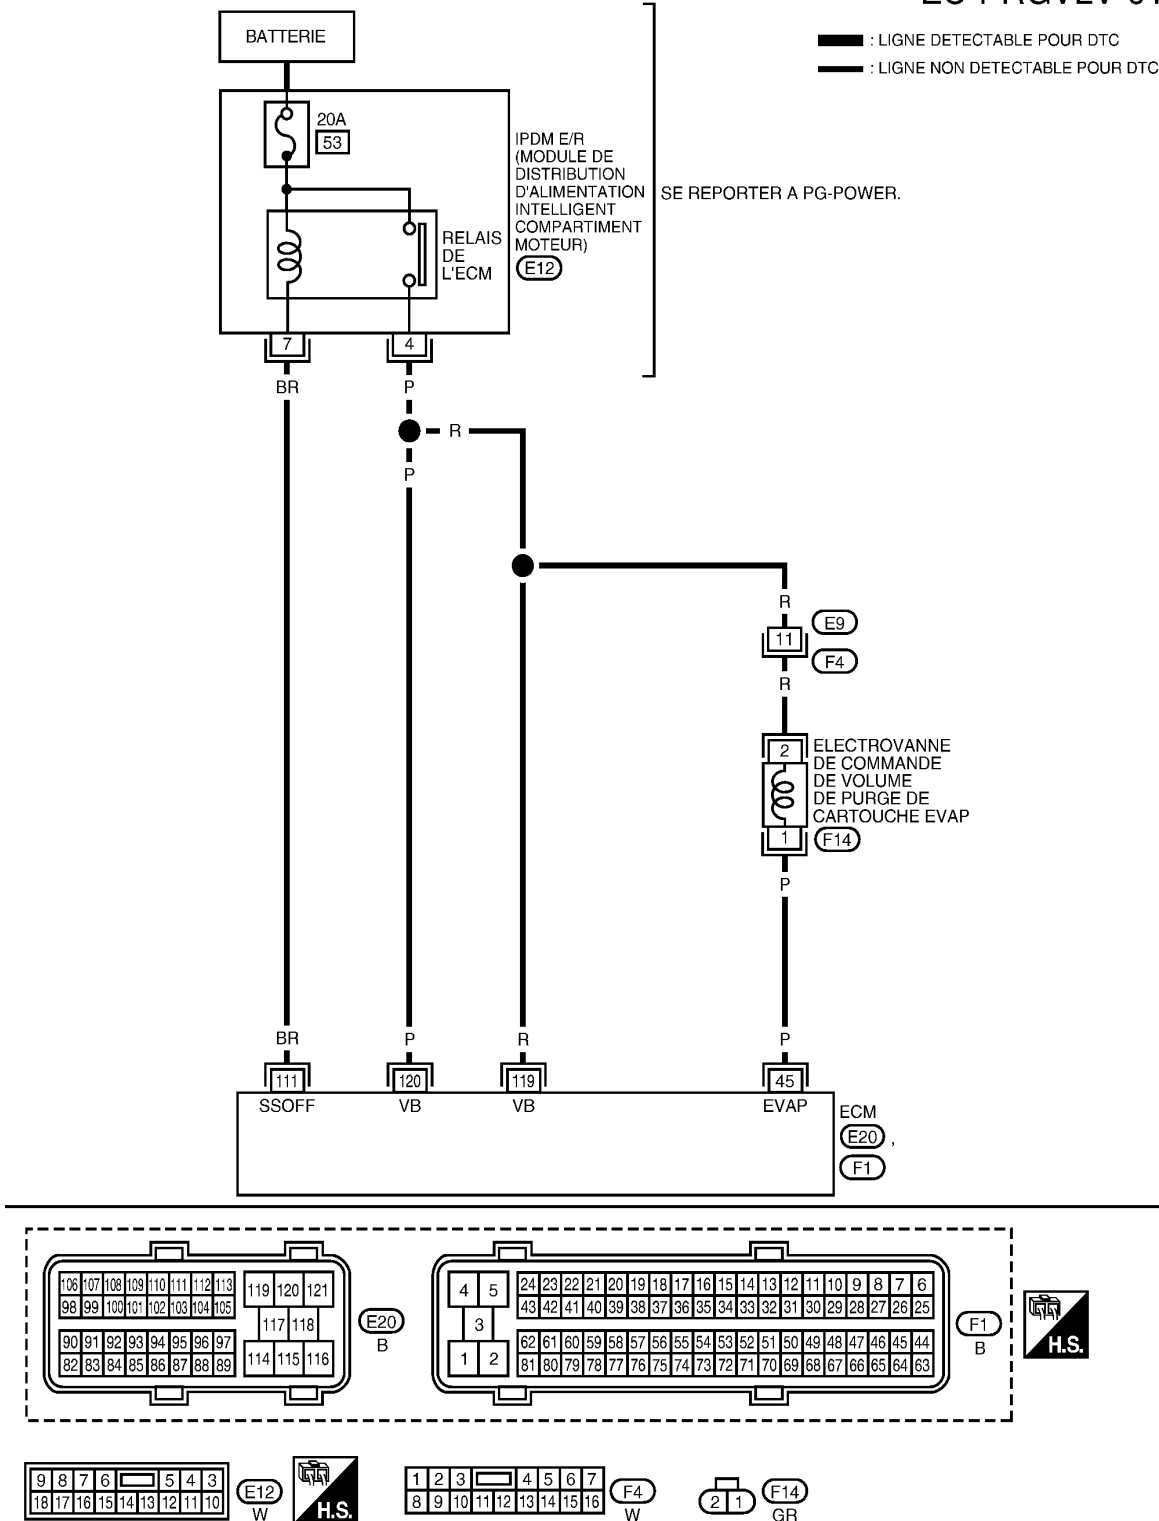 BATTERIE
: LIGNE DETECTABLE POUR DTC
: LIGNE NON DETECTABLE POUR DTC
20A
53
IPDM E/R
(MODULE DE
DISTRIBUTION
D'ALIMENTATION
INTELLIGENT
COMPARTIMENT
MOTEUR)
E12
SE REPORTER A PG-POWER.
RELAIS
DE
L'ECM
7 4
BR P
R
P
R
E9
11
F4
R
2
ELECTROVANNE
DE COMMANDE
DE VOLUME
DE PURGE DE
CARTOUCHE EVAP
1
F14
P
BR P R P
111 120 119 45
SSOFF VB VB EVAP
ECM
E20 ,
F1
106 107 108 109 110 111 112 113
98 99 100 101 102 103 104 105
90 91 92 93 94 95 96 97
82 83 84 85 86 87 88 89
119 120 121
117 118
114 115 116
E20
B
4 5
3
1 2
24 23 22 21 20 19 18 17 16 15 14 13 12 11 10 9 8 7 6
43 42 41 40 39 38 37 36 35 34 33 32 31 30 29 28 27 26 25
62 61 60 59 58 57 56 55 54 53 52 51 50 49 48 47 46 45 44
81 80 79 78 77 76 75 74 73 72 71 70 69 68 67 66 65 64 63
F1
B
H.S.
9 8 7 6 5 4 3
18 17 16 15 14 13 12 11 10
E12
W
H.S.
1 2 3 4 5 6 7
8 9 10 11 12 13 14 15 16
F4
W
2 1
F14
GR